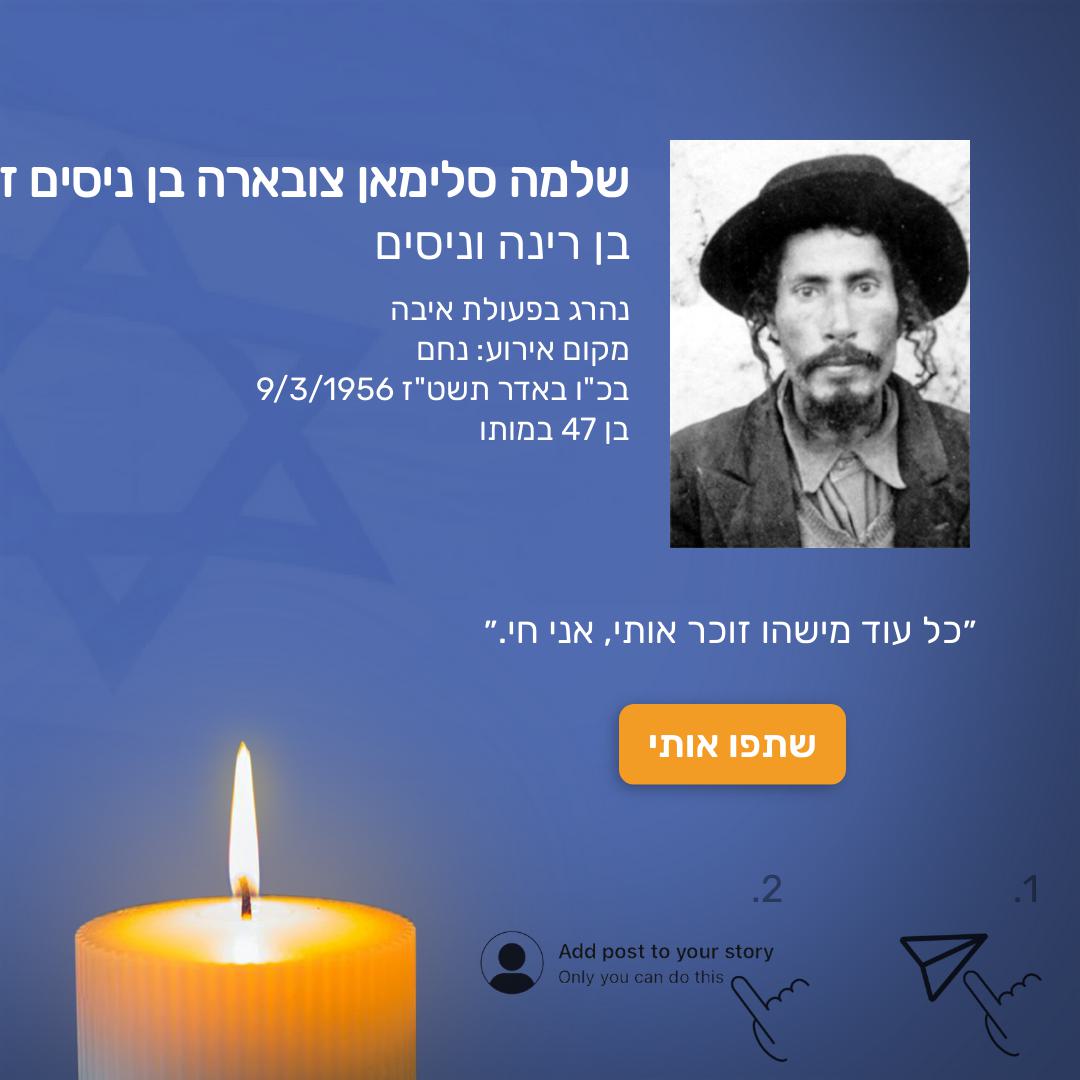 שלמה סלימאן צובארה בן ניסים ז
בן רינה וניסים
נהרג בפעולת איבה
מקום אירוע: נחם
בכ"ו באדר תשט"ז 9/3/1956
בן 47 במותו
״כל עוד מישהו זוכר אותי, אני חי.״
שתפו אותי
.1
.2
Add post to your story
Only you can do this